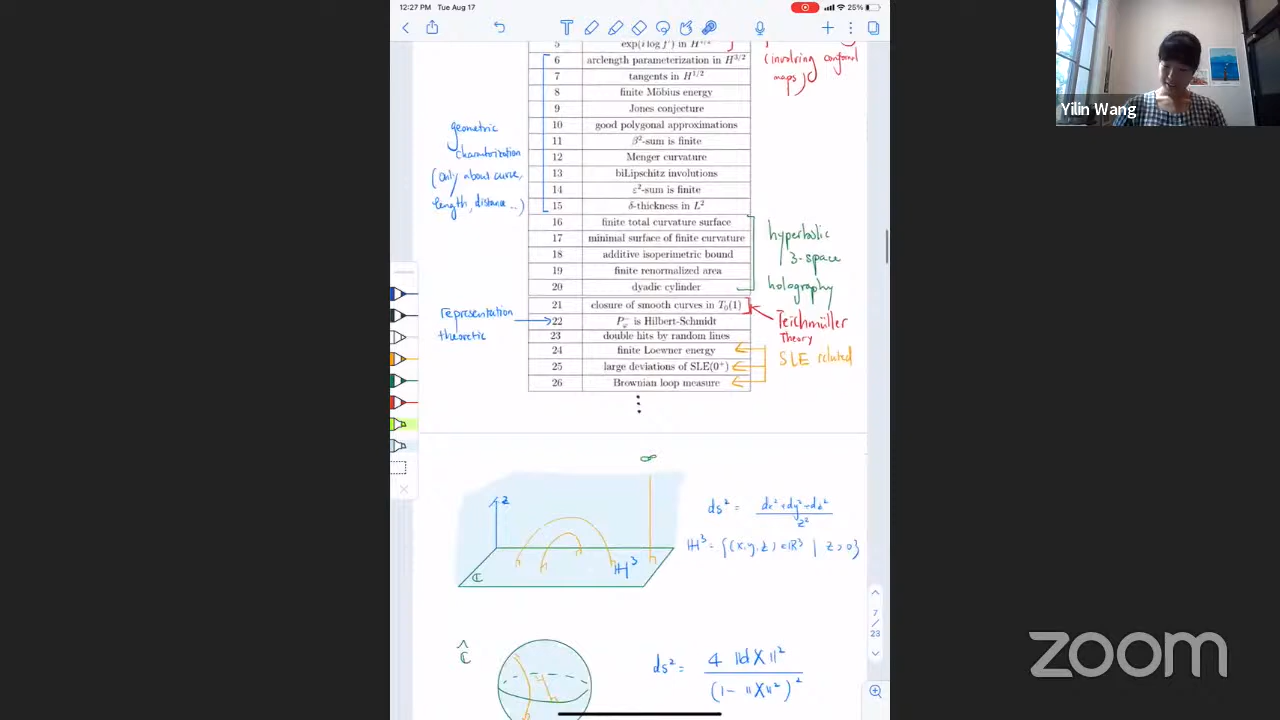 12:27 PM Tue Aug 17
25%
5 exp(i log f′) in
6 arclength parameterization in H^{3/2}
7 tangents in H^{1/2}
8 finite Möbius energy
9 Jones conjecture
10 good polygonal approximations
11 β²-sum is finite
12 Menger curvature
13 biLipschitz involutions
14 ε²-sum is finite
15 δ-thickness in L²
16 finite total curvature surface
17 minimal surface of finite curvature
18 additive isoperimetric bound
19 finite renormalized area
20 dyadic cylinder
21 closure of smooth curves in T₀(1)
22 is Hilbert-Schmidt
23 double hits by random lines
24 finite Loewner energy
25 large deviations of SLE(0⁺)
26 Brownian loop measure
⋮
(involving conformal
maps)
geometric
characterization
(only about curve,
length, distance...)
hyperbolic
3-space
holography
representation
theoretic
Teichmüller
Theory
SLE related
∞
z
ds² = dx² + dy² + dz² / z²
ℍ³ = {(x, y, z) ∈ ℝ³ | z > 0}
ℍ³
ℂ
7
/
23
Ĉ
ds² = 4 ||dX||² / (1 - ||X||²)²
Yilin Wang
zoom